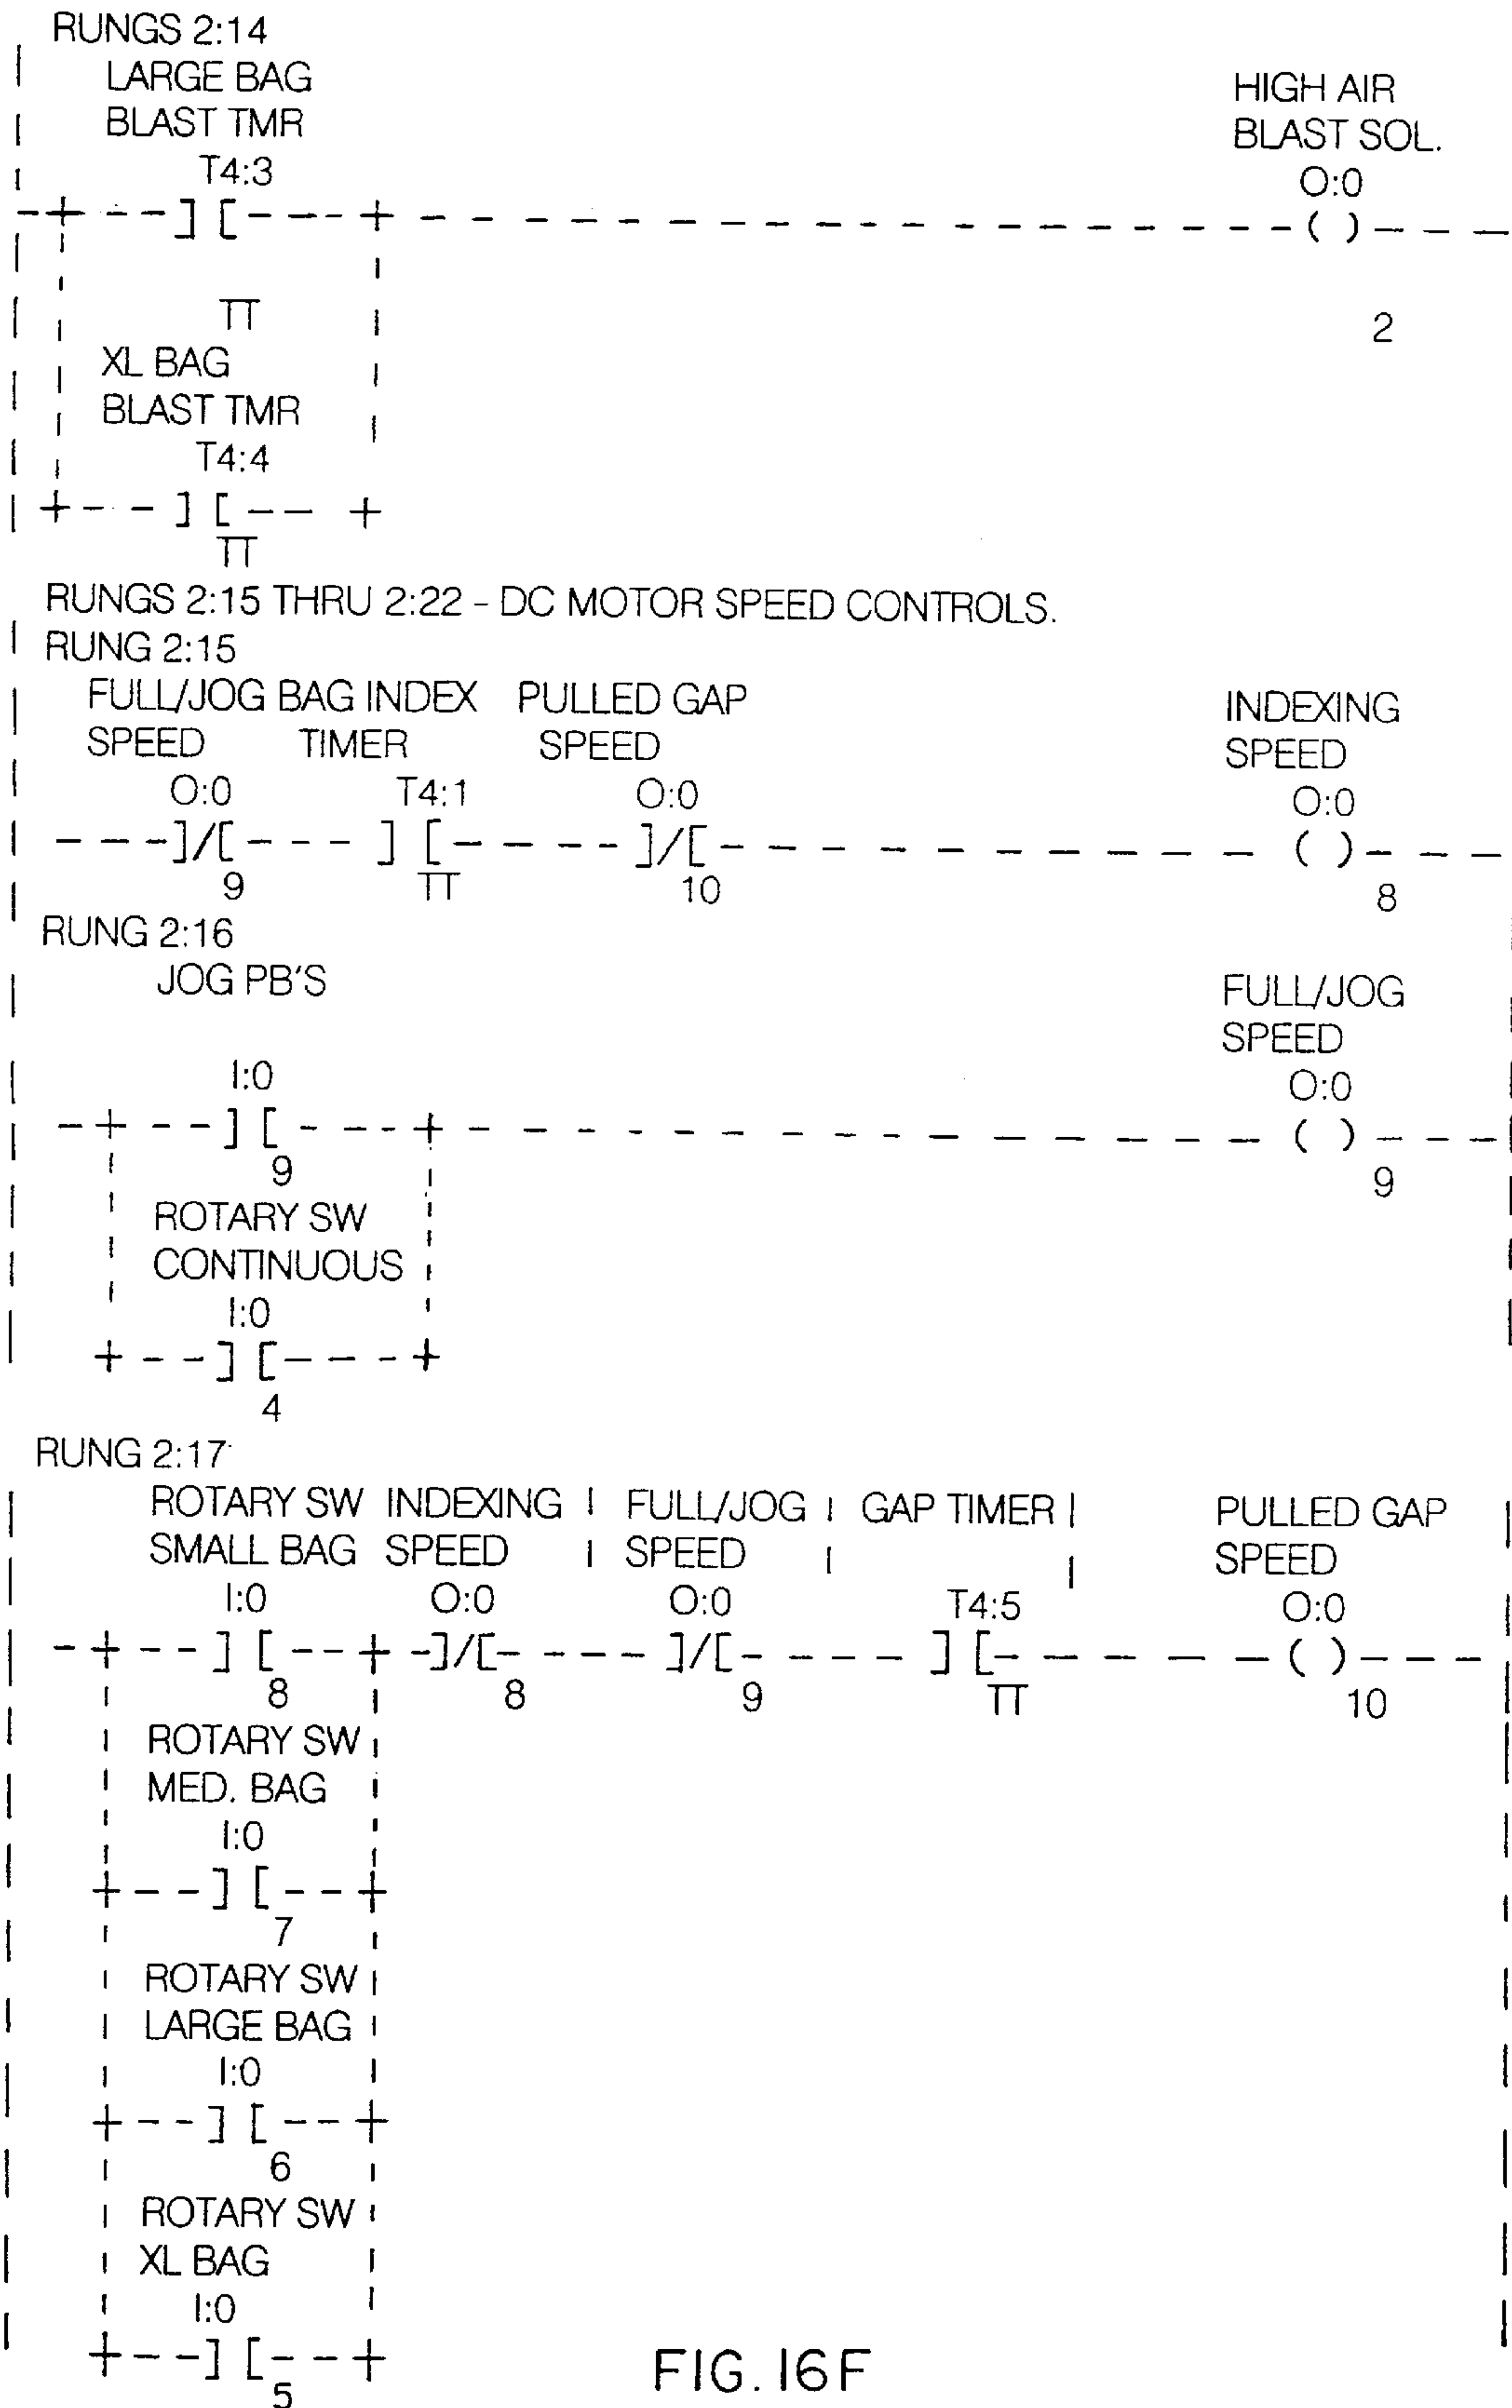 RUNGS 2:14
LARGE BAG
BLAST TMR
T4:3
HIGH AIR
BLAST SOL.
O:0
--+----] [----+------------------( )---
TT
2
XL BAG
BLAST TMR
T4:4
+---] [-- +
TT
RUNGS 2:15 THRU 2:22 - DC MOTOR SPEED CONTROLS.
RUNG 2:15
FULL/JOG BAG INDEX PULLED GAP INDEXING
SPEED TIMER SPEED SPEED
O:0 T4:1 O:0 O:0
----]/[---- ] [-----]/[------------( )---
9 TT 10 8
RUNG 2:16
JOG PB'S
FULL/JOG
SPEED
I:0 O:0
-+---] [----+----------------( )---
9 9
ROTARY SW
CONTINUOUS
I:0
+---] [----+
4
RUNG 2:17
ROTARY SW INDEXING | FULL/JOG | GAP TIMER | PULLED GAP
SMALL BAG SPEED | SPEED | | SPEED
I:0 O:0 O:0 T4:5 O:0
-+---] [--+ -]/[-----]/[-----] [------( )---
8 8 9 TT 10
ROTARY SW
MED. BAG
I:0
+---] [--+
7
ROTARY SW
LARGE BAG
I:0
+---] [--+
6
ROTARY SW
XL BAG
I:0
+---] [--+
5
FIG. 16F